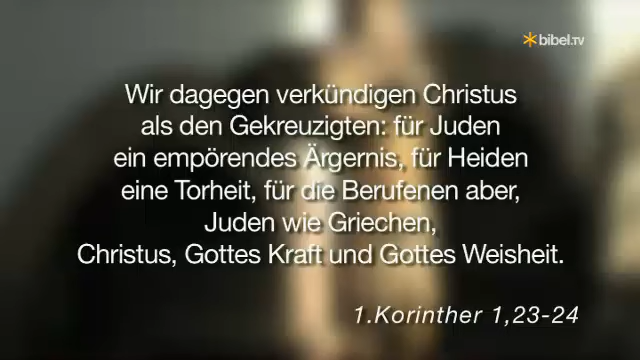 bibel.TV
Wir dagegen verkündigen Christus
als den Gekreuzigten: für Juden
ein empörendes Ärgernis, für Heiden
eine Torheit, für die Berufenen aber,
Juden wie Griechen,
Christus, Gottes Kraft und Gottes Weisheit.
1.Korinther 1,23-24